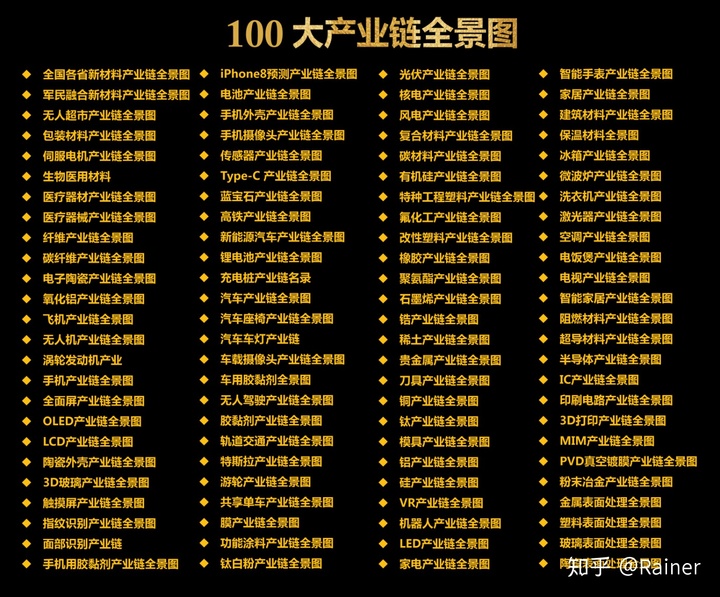 100 大产业链全景图
全国各省新材料产业链全景图
军民融合新材料产业链全景图
无人超市产业链全景图
包装材料产业链全景图
伺服电机产业链全景图
生物医用材料
医疗器材产业链全景图
医疗器械产业链全景图
纤维产业链全景图
碳纤维产业链全景图
电子陶瓷产业链全景图
氧化铝产业链全景图
飞机产业链全景图
无人机产业链全景图
涡轮发动机产业
手机产业链全景图
全面屏产业链全景图
OLED产业链全景图
LCD产业链全景图
陶瓷外壳产业链全景图
3D玻璃产业链全景图
触摸屏产业链全景图
指纹识别产业链全景图
面部识别产业链
手机用胶黏剂产业链全景图
iPhone8预测产业链全景图
电池产业链全景图
手机外壳产业链全景图
手机摄像头产业链全景图
传感器产业链全景图
Type-C 产业链全景图
蓝宝石产业链全景图
高铁产业链全景图
新能源汽车产业链全景图
锂电池产业链全景图
充电桩产业链名录
汽车产业链全景图
汽车座椅产业链全景图
汽车车灯产业链
车载摄像头产业链全景图
车用胶黏剂全景图
无人驾驶产业链全景图
胶黏剂产业链全景图
轨道交通产业链全景图
特斯拉产业链全景图
游轮产业链全景图
共享单车产业链全景图
膜产业链全景图
功能涂料产业链全景图
钛白粉产业链全景图
光伏产业链全景图
核电产业链全景图
风电产业链全景图
复合材料产业链全景图
碳材料产业链全景图
有机硅产业链全景图
特种工程塑料产业链全景图
氟化工产业链全景图
改性塑料产业链全景图
橡胶产业链全景图
聚氨酯产业链全景图
石墨烯产业链全景图
锆产业链全景图
稀土产业链全景图
贵金属产业链全景图
刀具产业链全景图
铜产业链全景图
钛产业链全景图
模具产业链全景图
铝产业链全景图
硅产业链全景图
VR产业链全景图
机器人产业链全景图
LED产业链全景图
家电产业链全景图
智能手表产业链全景图
家居产业链全景图
建筑材料产业链全景图
保温材料全景图
冰箱产业链全景图
微波炉产业链全景图
洗衣机产业链全景图
激光器产业链全景图
空调产业链全景图
电饭煲产业链全景图
电视产业链全景图
智能家居产业链全景图
阻燃材料产业链全景图
超导材料产业链全景图
半导体产业链全景图
IC产业链全景图
印刷电路产业链全景图
3D打印产业链全景图
MIM产业链全景图
PVD真空镀膜产业链全景图
粉末冶金产业链全景图
金属表面处理全景图
塑料表面处理全景图
玻璃表面处理全景图
陶瓷表面处理全景图
知乎 @Rainer